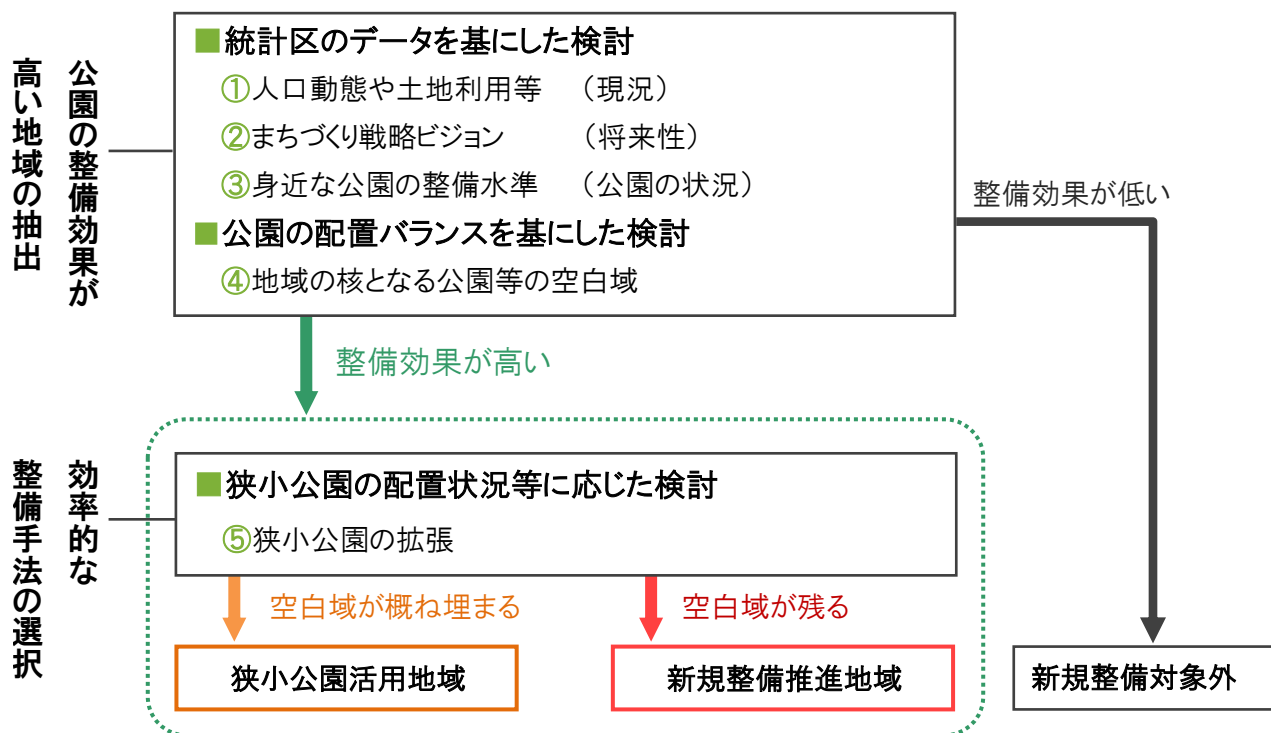 公園の整備効果が
高い地域の抽出
■統計区のデータを基にした検討
①人口動態や土地利用等 （現況）
②まちづくり戦略ビジョン （将来性）
③身近な公園の整備水準 （公園の状況）
■公園の配置バランスを基にした検討
④地域の核となる公園等の空白域
整備効果が低い
整備効果が高い
効率的な
整備手法の選択
■狭小公園の配置状況等に応じた検討
⑤狭小公園の拡張
空白域が概ね埋まる
空白域が残る
狭小公園活用地域
新規整備推進地域
新規整備対象外